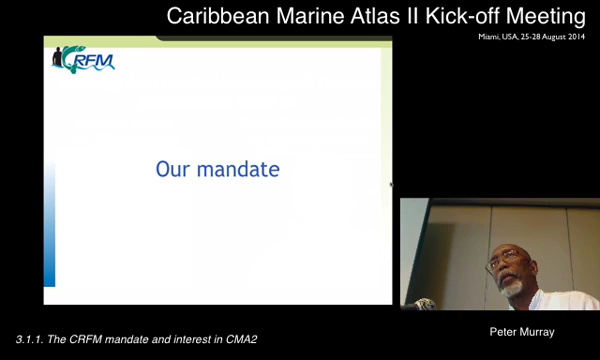 Caribbean Marine Atlas II Kick-off Meeting
Miami, USA, 25-28 August 2014
CRFM
Our mandate
Peter Murray
3.1.1. The CRFM mandate and interest in CMA2